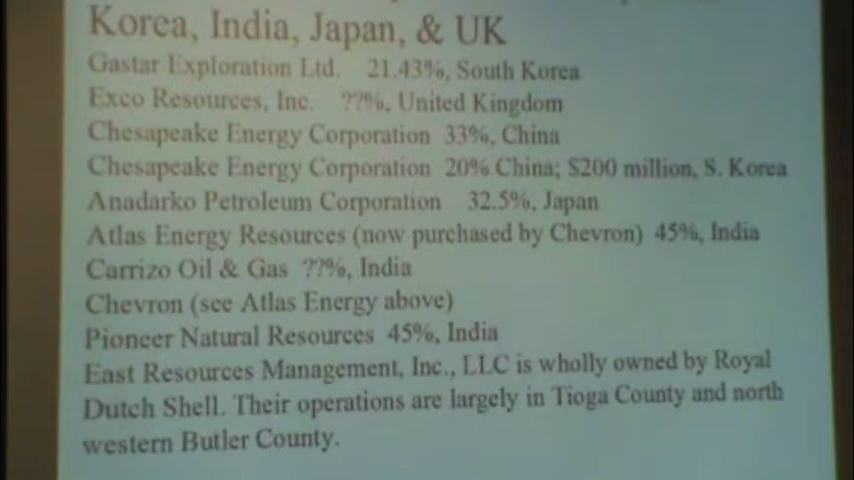 Korea, India, Japan, & UK
Gastar Exploration Ltd. 21.43%, South Korea
Exco Resources, Inc. ??%, United Kingdom
Chesapeake Energy Corporation 33%, China
Chesapeake Energy Corporation 20% China; $200 million, S. Korea
Anadarko Petroleum Corporation 32.5%, Japan
Atlas Energy Resources (now purchased by Chevron) 45%, India
Carrizo Oil & Gas ??%, India
Chevron (see Atlas Energy above)
Pioneer Natural Resources 45%, India
East Resources Management, Inc., LLC is wholly owned by Royal
Dutch Shell. Their operations are largely in Tioga County and north
western Butler County.